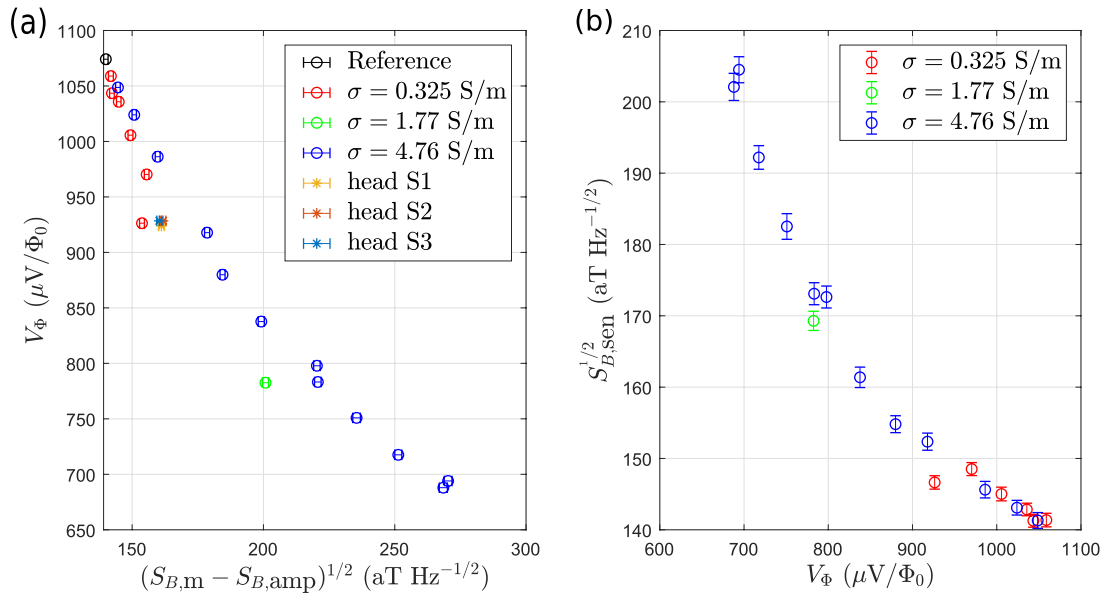 (a)
1100
1050
1000
950
900
850
800
750
700
650
V_Φ (μV/Φ_0)
150
200
250
300
(S_{B,m} − S_{B,amp})^{1/2} (aT Hz^{-1/2})
Reference
σ = 0.325 S/m
σ = 1.77 S/m
σ = 4.76 S/m
head S1
head S2
head S3
(b)
210
200
190
180
170
160
150
140
S_{B,sen}^{1/2} (aT Hz^{-1/2})
600
700
800
900
1000
1100
V_Φ (μV/Φ_0)
σ = 0.325 S/m
σ = 1.77 S/m
σ = 4.76 S/m